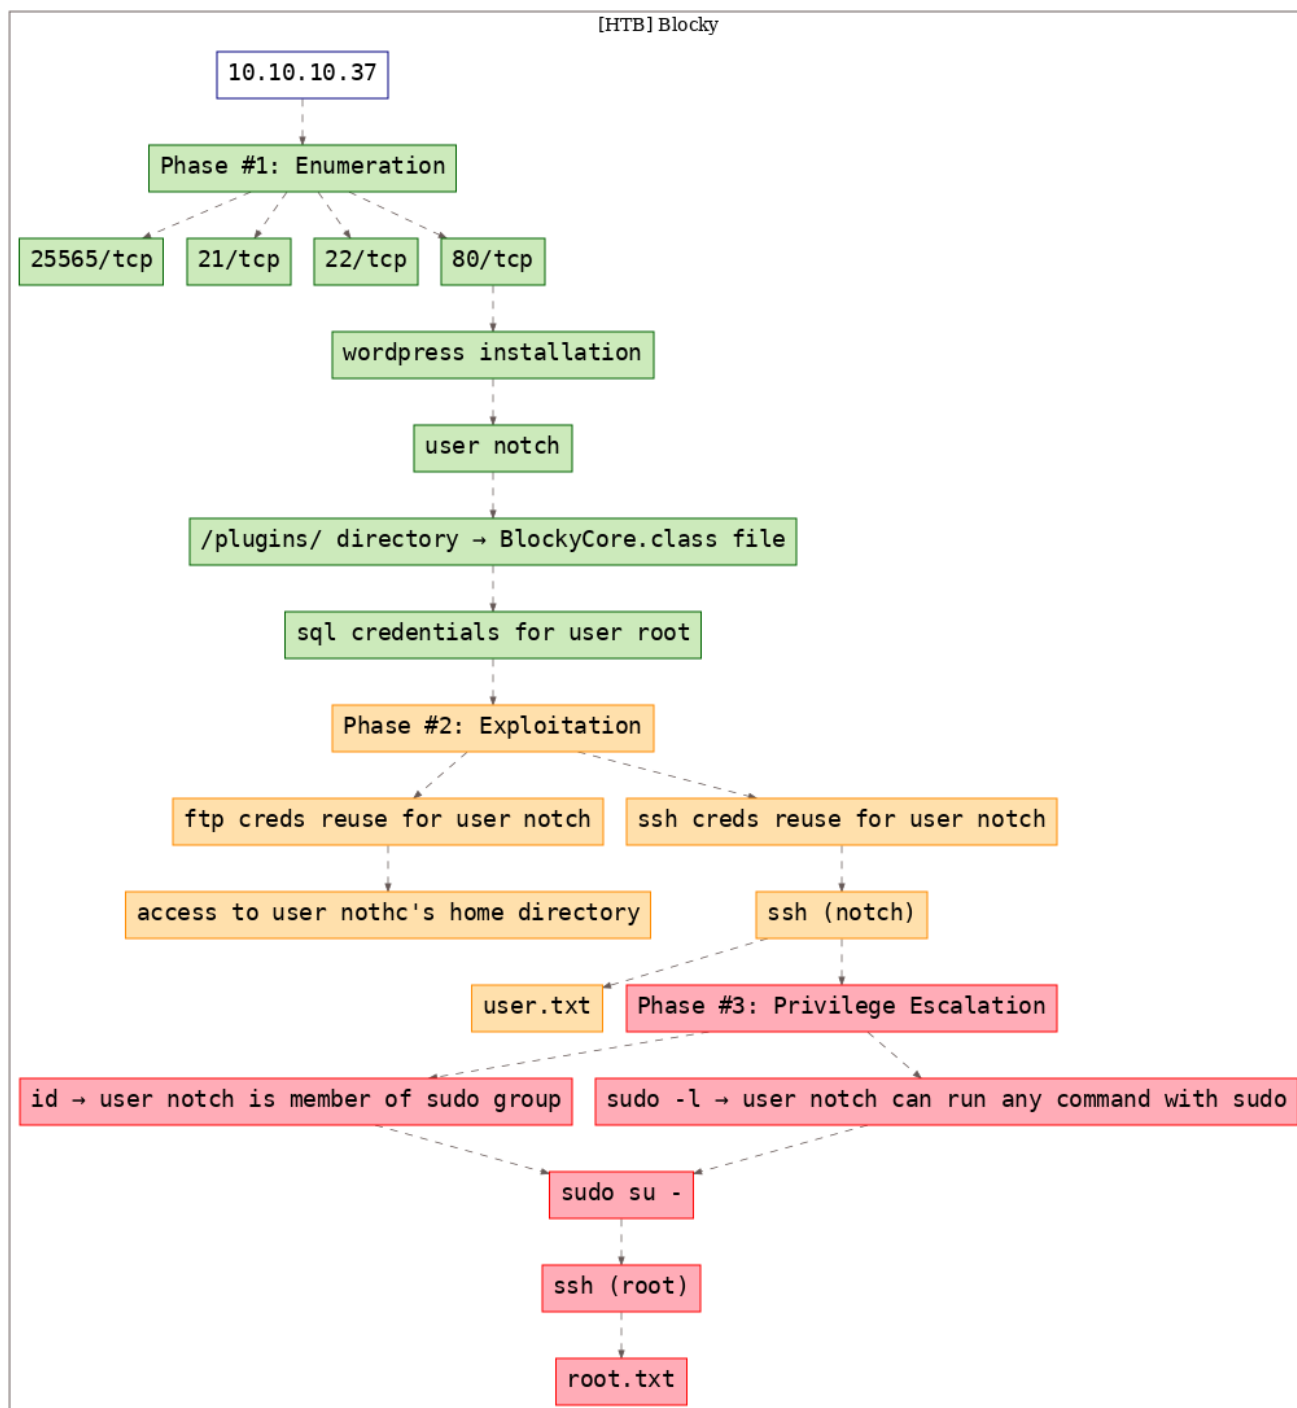 [HTB] Blocky
10.10.10.37
Phase #1: Enumeration
25565/tcp
21/tcp
22/tcp
80/tcp
wordpress installation
user notch
/plugins/ directory → BlockyCore.class file
sql credentials for user root
Phase #2: Exploitation
ftp creds reuse for user notch
ssh creds reuse for user notch
access to user nothc's home directory
ssh (notch)
user.txt
Phase #3: Privilege Escalation
id → user notch is member of sudo group
sudo -l → user notch can run any command with sudo
sudo su -
ssh (root)
root.txt